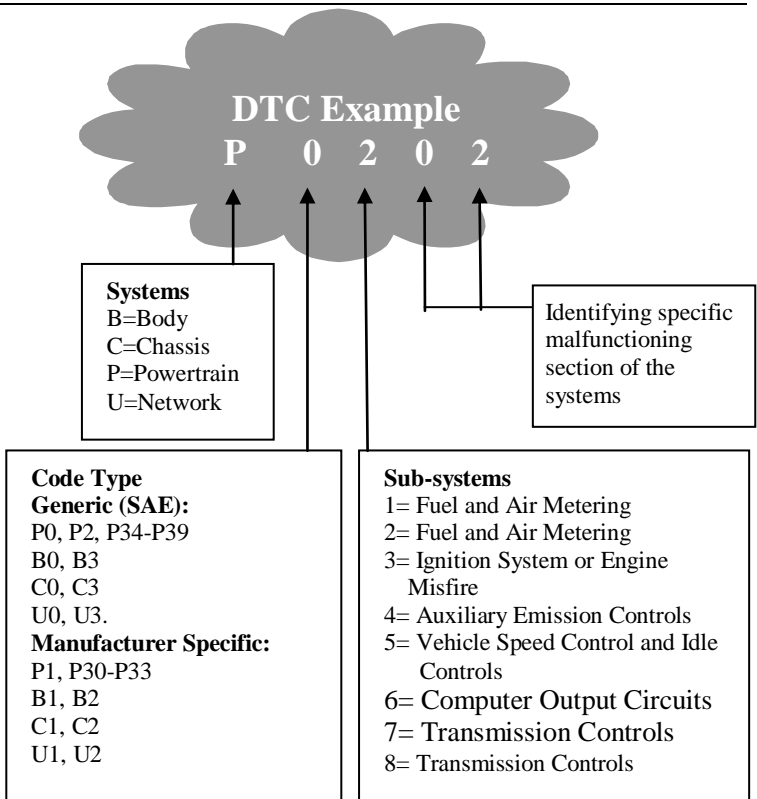 DTC Example
P 0 2 0 2
Systems
B=Body
C=Chassis
P=Powertrain
U=Network
Identifying specific
malfunctioning
section of the
systems
Code Type
Generic (SAE):
P0, P2, P34-P39
B0, B3
C0, C3
U0, U3.
Manufacturer Specific:
P1, P30-P33
B1, B2
C1, C2
U1, U2
Sub-systems
1= Fuel and Air Metering
2= Fuel and Air Metering
3= Ignition System or Engine
Misfire
4= Auxiliary Emission Controls
5= Vehicle Speed Control and Idle
Controls
6= Computer Output Circuits
7= Transmission Controls
8= Transmission Controls